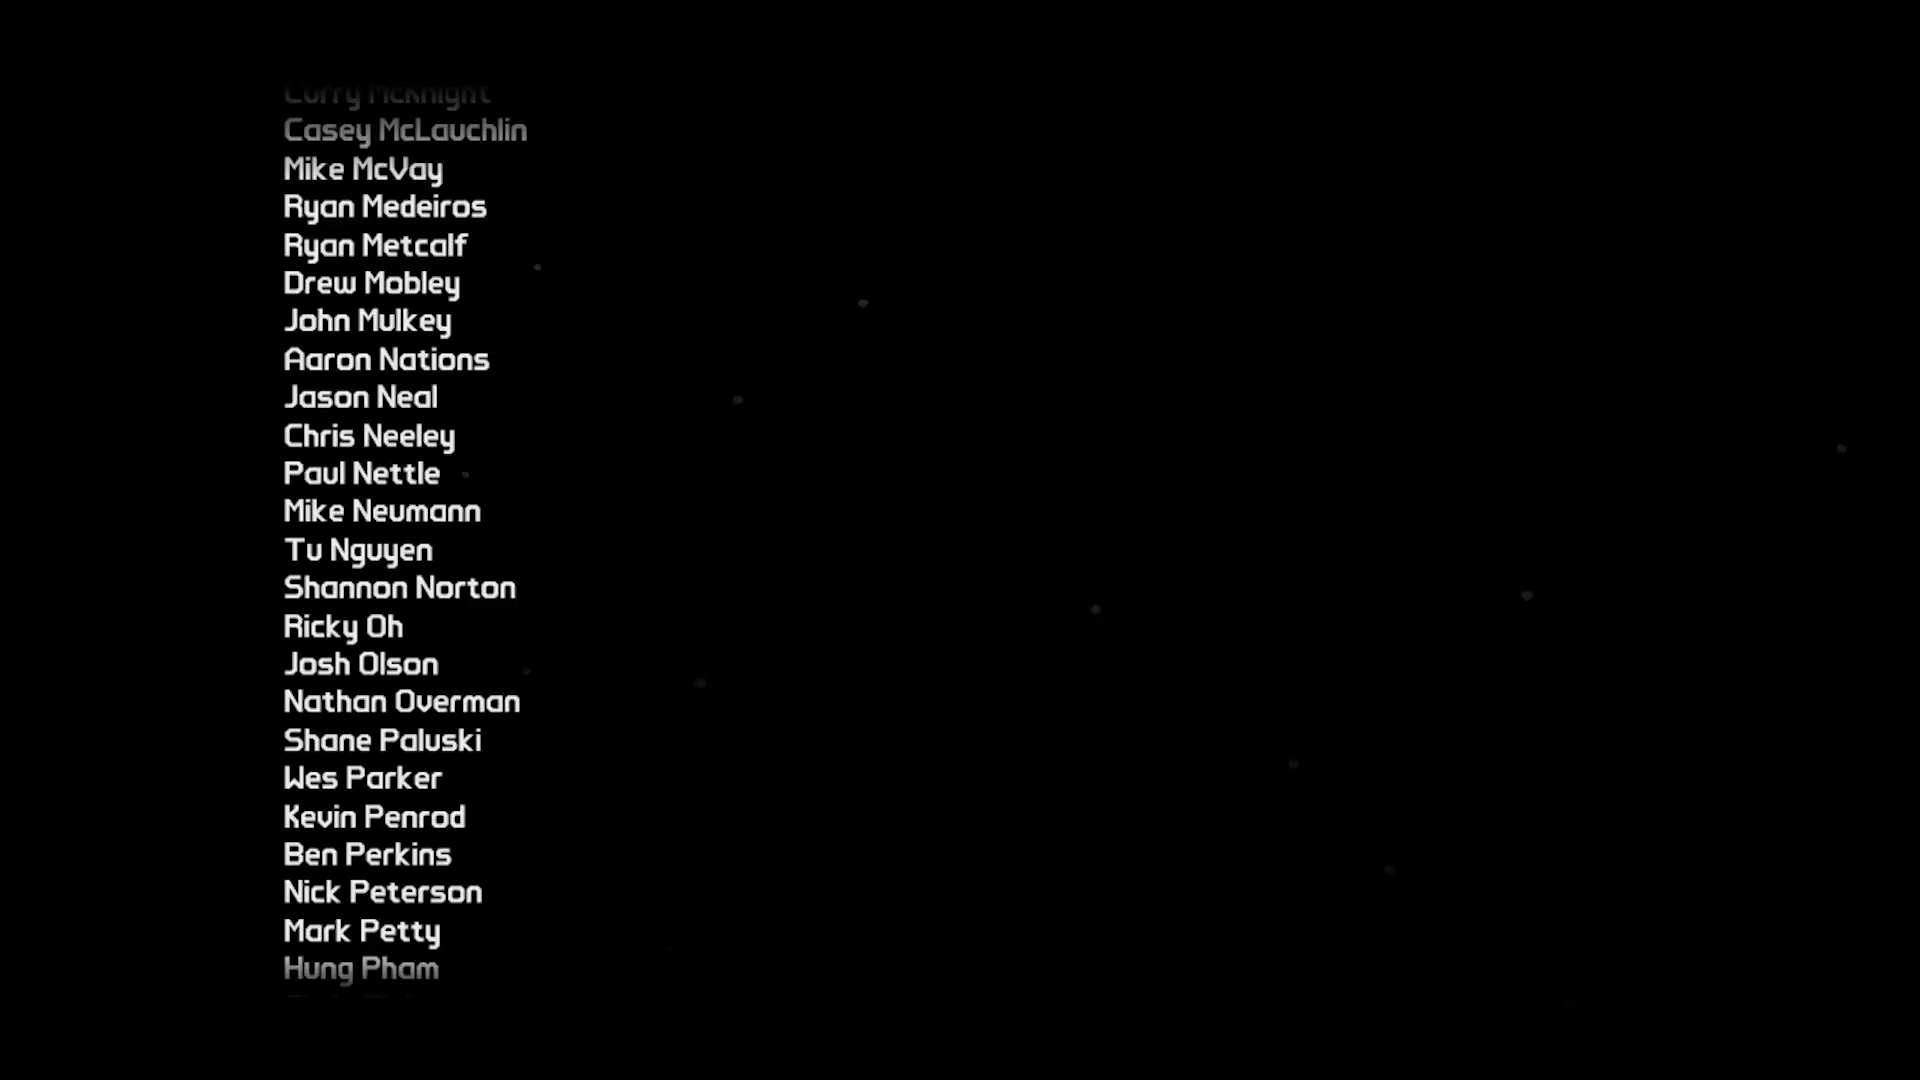 McKnight
Casey McLauchlin
Mike McVay
Ryan Medeiros
Ryan Metcalf
Drew Mobley
John Mulkey
Aaron Nations
Jason Neal
Chris Neeley
Paul Nettle
Mike Neumann
Tu Nguyen
Shannon Norton
Ricky Oh
Josh Olson
Nathan Overman
Shane Paluski
Wes Parker
Kevin Penrod
Ben Perkins
Nick Peterson
Mark Petty
Hung Pham